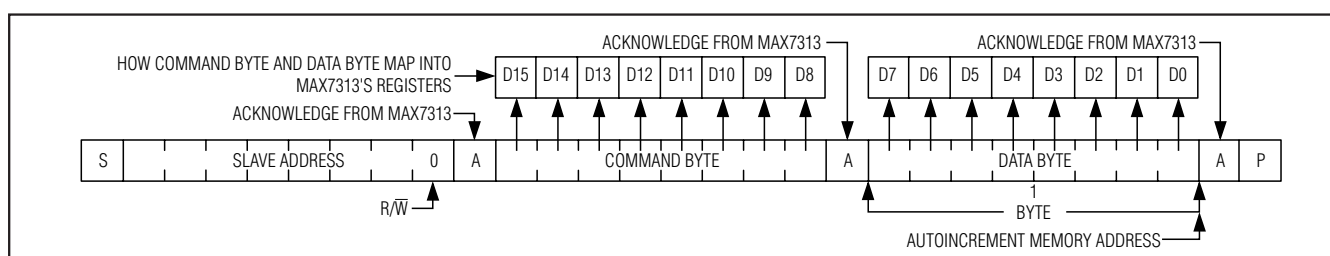 ACKNOWLEDGE FROM MAX7313
ACKNOWLEDGE FROM MAX7313
HOW COMMAND BYTE AND DATA BYTE MAP INTO
MAX7313'S REGISTERS
D15 D14 D13 D12 D11 D10 D9 D8
D7 D6 D5 D4 D3 D2 D1 D0
ACKNOWLEDGE FROM MAX7313
S SLAVE ADDRESS 0 A COMMAND BYTE A DATA BYTE A P
1
R/W̅
BYTE
AUTOINCREMENT MEMORY ADDRESS